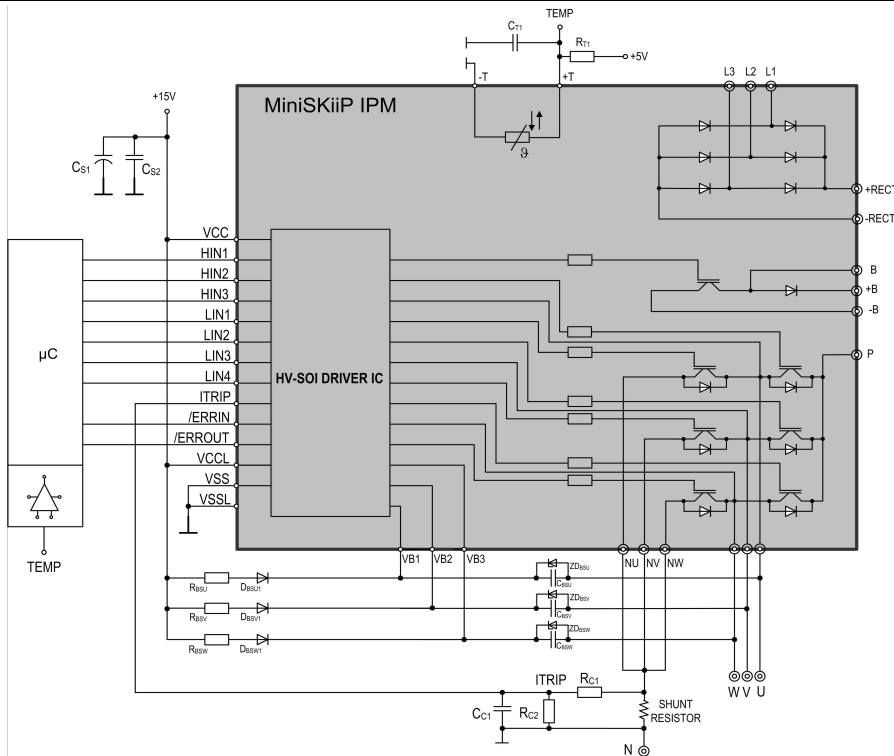 TEMP
CT1
RT1
+5V
-T
+T
L3 L2 L1
+15V
MiniSKiiP IPM
ϑ
CS1
CS2
+RECT
-RECT
VCC
HIN1
HIN2
HIN3
LIN1
LIN2
LIN3
LIN4
ITRIP
/ERRIN
/ERROUT
VCCL
VSS
VSSL
µC
HV-SOI DRIVER IC
B
+B
-B
P
TEMP
VB1 VB2 VB3
NU NV NW
RBSU DBSU1 ZDBSU CBSU
RBSV DBSV1 ZDBSV CBSV
RBSW DBSW1 ZDBSW CBSW
W V U
ITRIP
RC1
CC1
RC2
SHUNT
RESISTOR
N